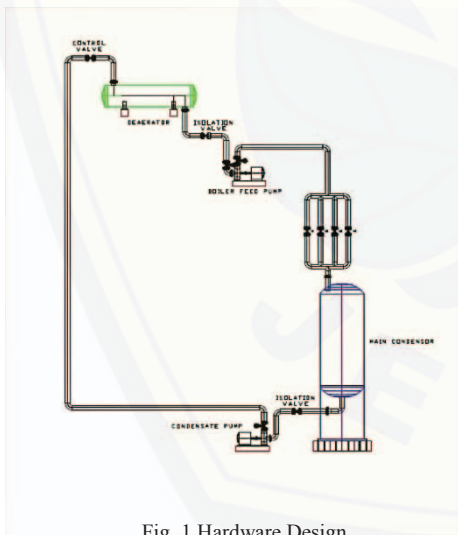 CONTROL
VALVE
DEAERATOR
ISOLATION
VALVE
BOILER FEED PUMP
MAIN CONDENSOR
ISOLATION
VALVE
CONDENSATE PUMP
Fig. 1 Hardware Design